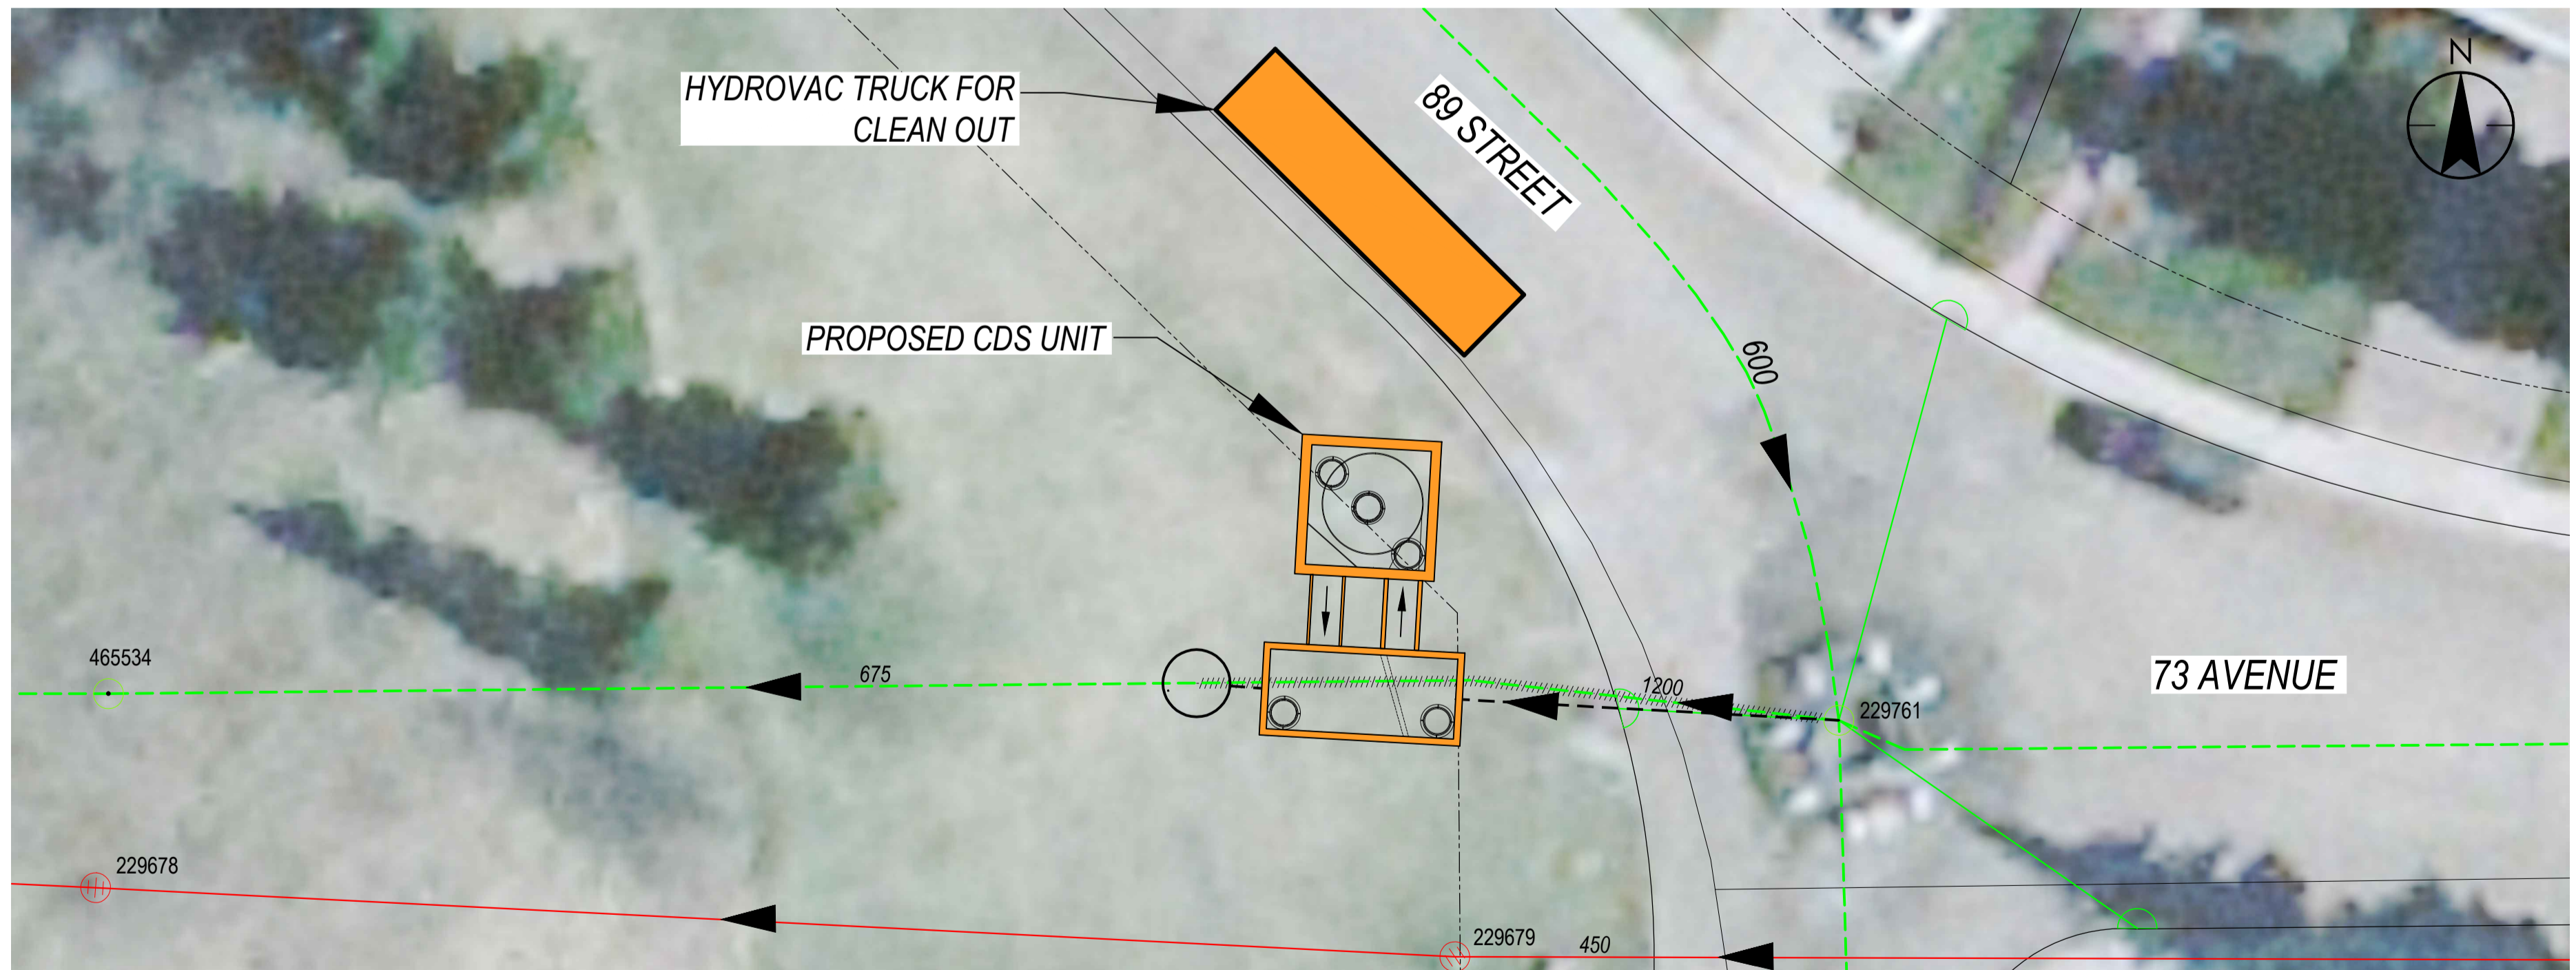 N
HYDROVAC TRUCK FOR
CLEAN OUT
89 STREET
PROPOSED CDS UNIT
600
465534
675
1200
229761
73 AVENUE
229678
229679
450